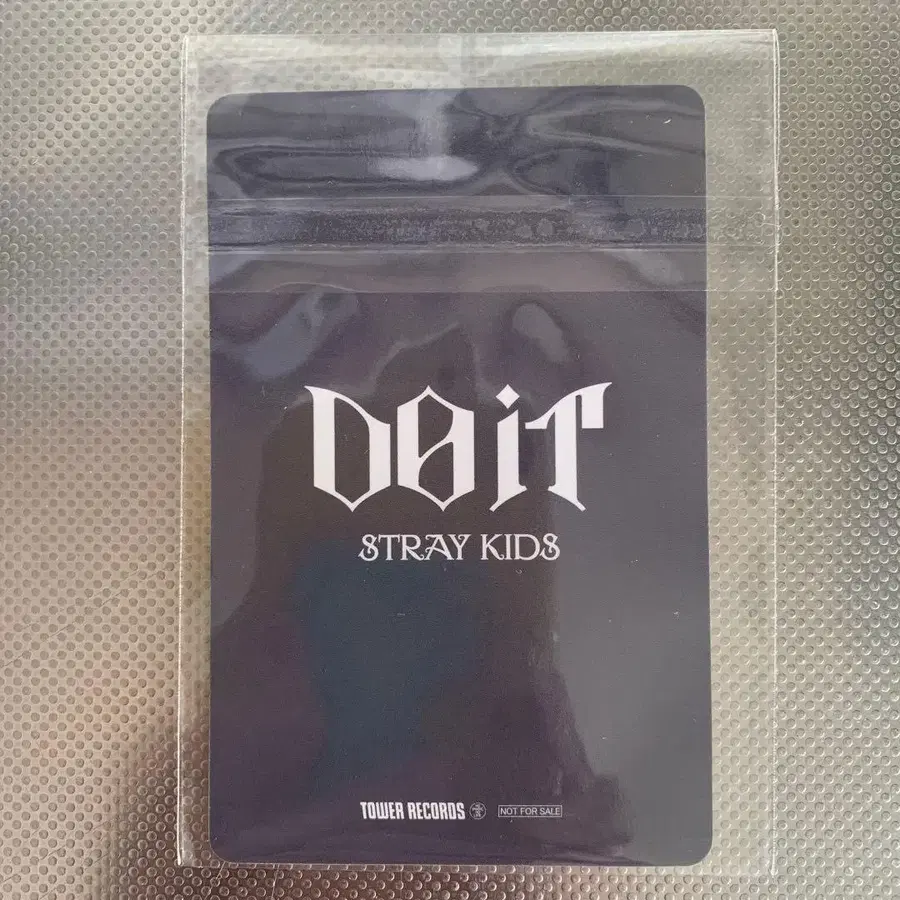 DO iT
STRAY KIDS
TOWER RECORDS NOT FOR SALE